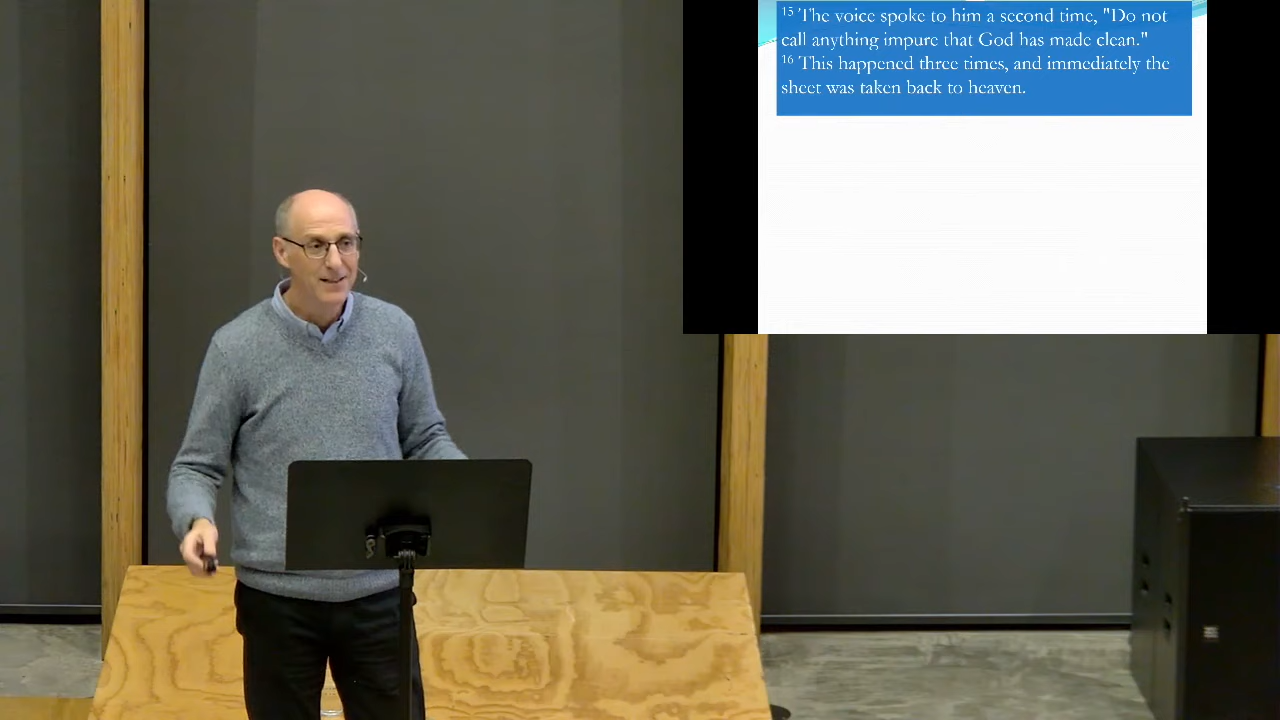 15 The voice spoke to him a second time, "Do not
call anything impure that God has made clean."
16 This happened three times, and immediately the
sheet was taken back to heaven.